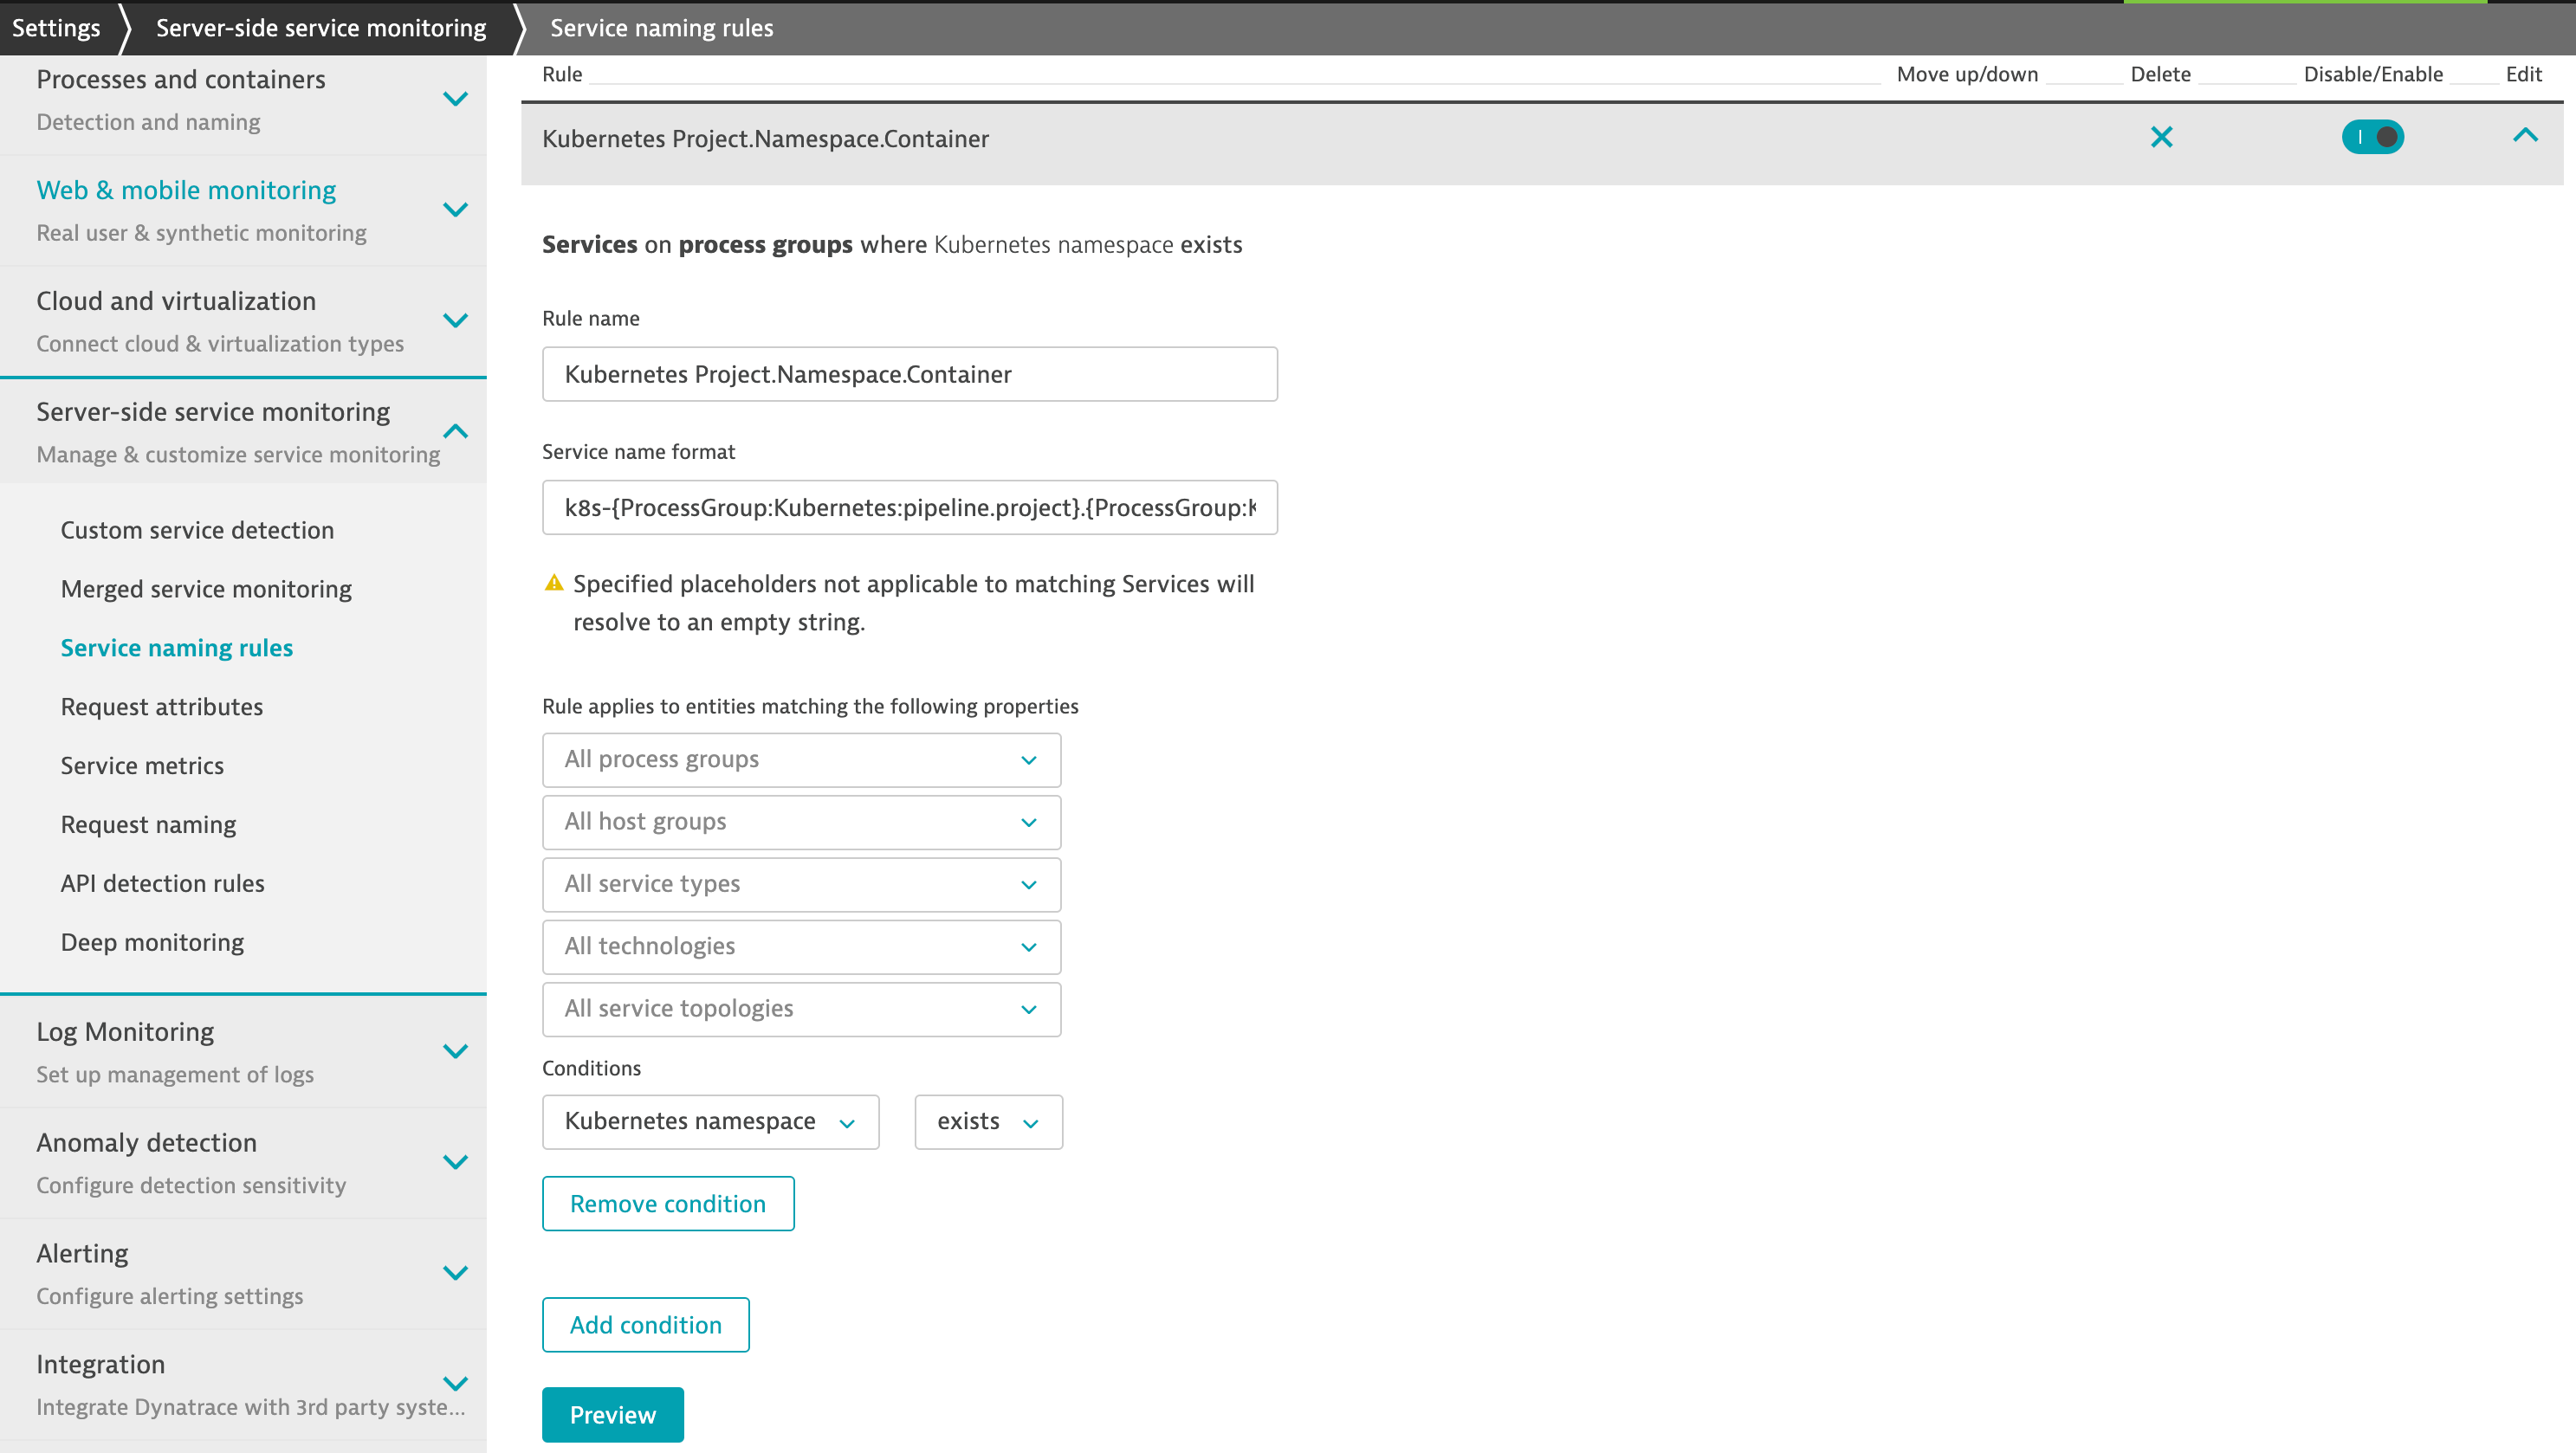 Settings
Server-side service monitoring
Service naming rules
Processes and containers
Detection and naming
Web & mobile monitoring
Real user & synthetic monitoring
Cloud and virtualization
Connect cloud & virtualization types
Server-side service monitoring
Manage & customize service monitoring
Custom service detection
Merged service monitoring
Service naming rules
Request attributes
Service metrics
Request naming
API detection rules
Deep monitoring
Log Monitoring
Set up management of logs
Anomaly detection
Configure detection sensitivity
Alerting
Configure alerting settings
Integration
Integrate Dynatrace with 3rd party syste...
Rule
Move up/down
Delete
Disable/Enable
Edit
Kubernetes Project.Namespace.Container
Services on process groups where Kubernetes namespace exists
Rule name
Kubernetes Project.Namespace.Container
Service name format
k8s-{ProcessGroup:Kubernetes:pipeline.project}.{ProcessGroup:K
Specified placeholders not applicable to matching Services will
resolve to an empty string.
Rule applies to entities matching the following properties
All process groups
All host groups
All service types
All technologies
All service topologies
Conditions
Kubernetes namespace
exists
Remove condition
Add condition
Preview